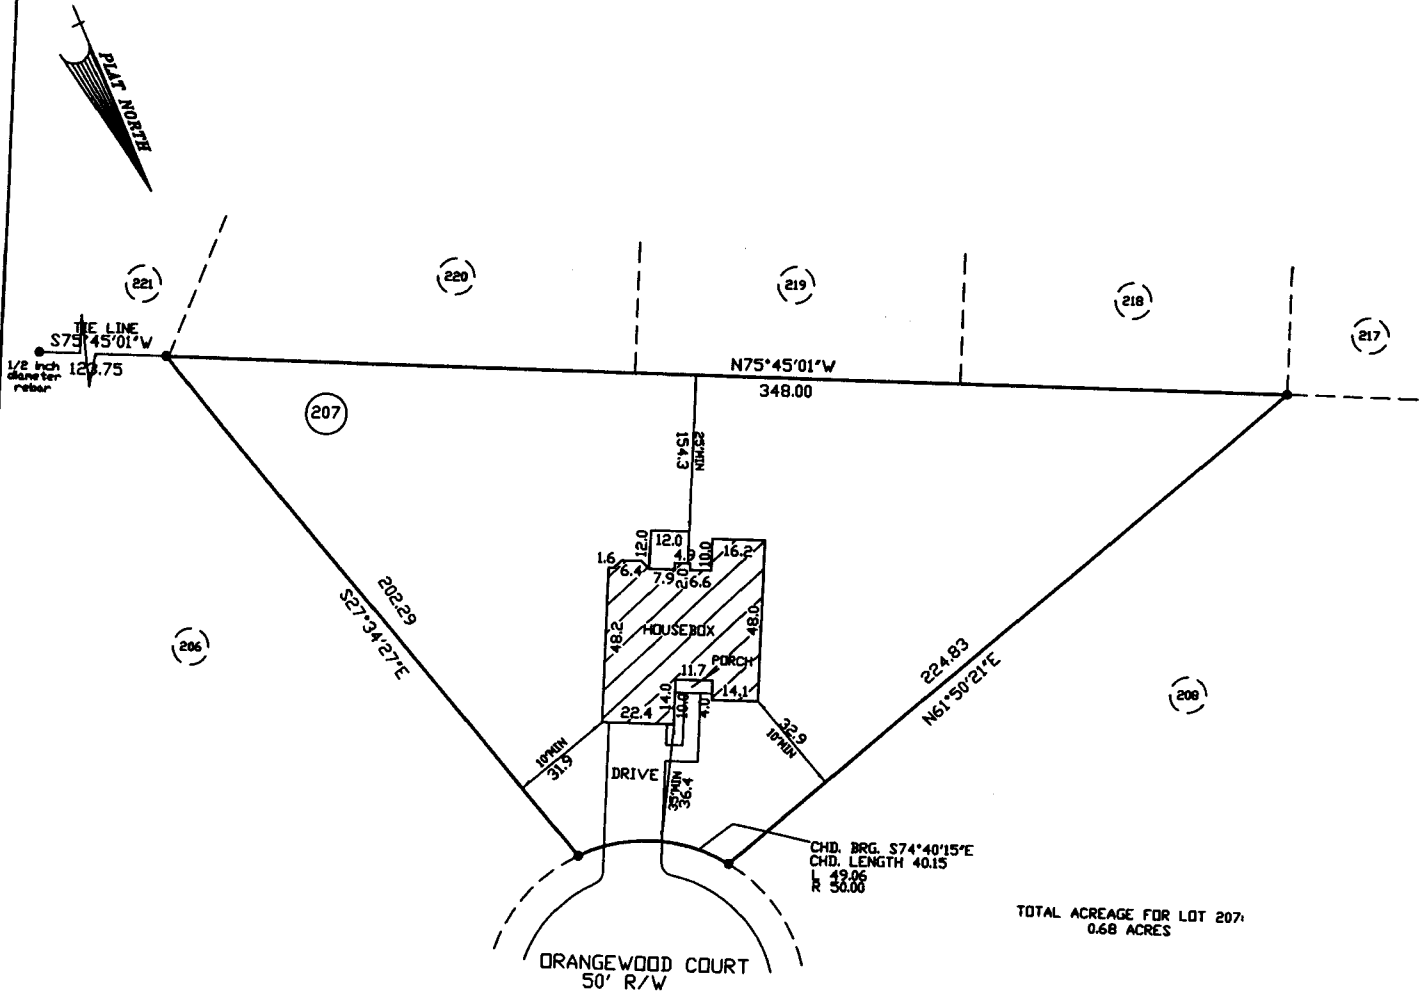 PLAT NORTH
221
220
219
218
217
TIE LINE
S75°45'01"W
123.75
1/2 inch
diameter
rebar
N75°45'01"W
348.00
207
25'MIN
154.3
12.0
12.0
4.9
10.0
16.2
1.6
6.4
7.9
2.0
6.6
202.29
S27°34'27"E
48.2
HOUSEBOX
48.0
PORCH
11.7
14.0
10.0
4.0
14.1
22.4
206
224.83
N61°50'21"E
208
10'MIN
31.9
32.9
10'MIN
DRIVE
35'MIN
36.4
CHD. BRG. S74°40'15"E
CHD. LENGTH 40.15
L 49.06
R 50.00
TOTAL ACREAGE FOR LOT 207:
0.68 ACRES
ORANGEWOOD COURT
50' R/W